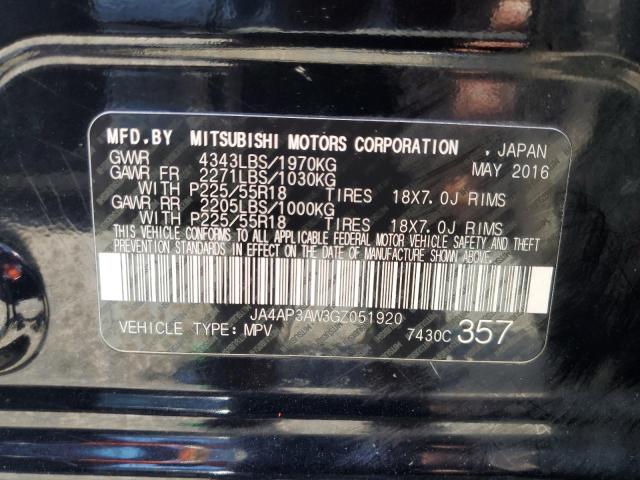 MFD.BY MITSUBISHI MOTORS CORPORATION . JAPAN
GVWR 4343LBS/1970KG MAY 2016
GAWR FR 2271LBS/1030KG
WITH P225/55R18 TIRES 18X7.0J RIMS
GAWR RR 2205LBS/1000KG
WITH P225/55R18 TIRES 18X7.0J RIMS
THIS VEHICLE CONFORMS TO ALL APPLICABLE FEDERAL MOTOR VEHICLE SAFETY AND THEFT
PREVENTION STANDARDS IN EFFECT ON THE DATE OF MANUFACTURE SHOWN ABOVE.
JA4AP3AW3GZ051920
VEHICLE TYPE: MPV 7430C 357